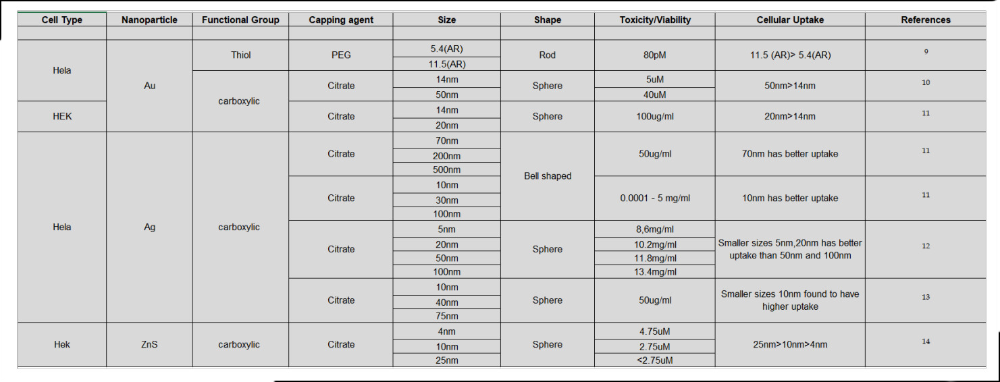 Cell Type Nanoparticle Functional Group Capping agent Size Shape Toxicity/Viability Cellular Uptake References
Hela Au Thiol PEG 5.4(AR) Rod 80pM 11.5 (AR)> 5.4(AR) 9
11.5(AR)
carboxylic Citrate 14nm Sphere 5uM 50nm>14nm 10
50nm 40uM
HEK Citrate 14nm Sphere 100ug/ml 20nm>14nm 11
20nm
Hela Ag carboxylic Citrate 70nm Bell shaped 50ug/ml 70nm has better uptake 11
200nm
500nm
Citrate 10nm 0.0001 - 5 mg/ml 10nm has better uptake 11
30nm
100nm
Citrate 5nm Sphere 8,6mg/ml Smaller sizes 5nm,20nm has better 12
20nm 10.2mg/ml uptake than 50nm and 100nm
50nm 11.8mg/ml
100nm 13.4mg/ml
Citrate 10nm Sphere 50ug/ml Smaller sizes 10nm found to have 13
40nm higher uptake
75nm
Hek ZnS carboxylic Citrate 4nm Sphere 4.75uM 25nm>10nm>4nm 14
10nm 2.75uM
25nm <2.75uM